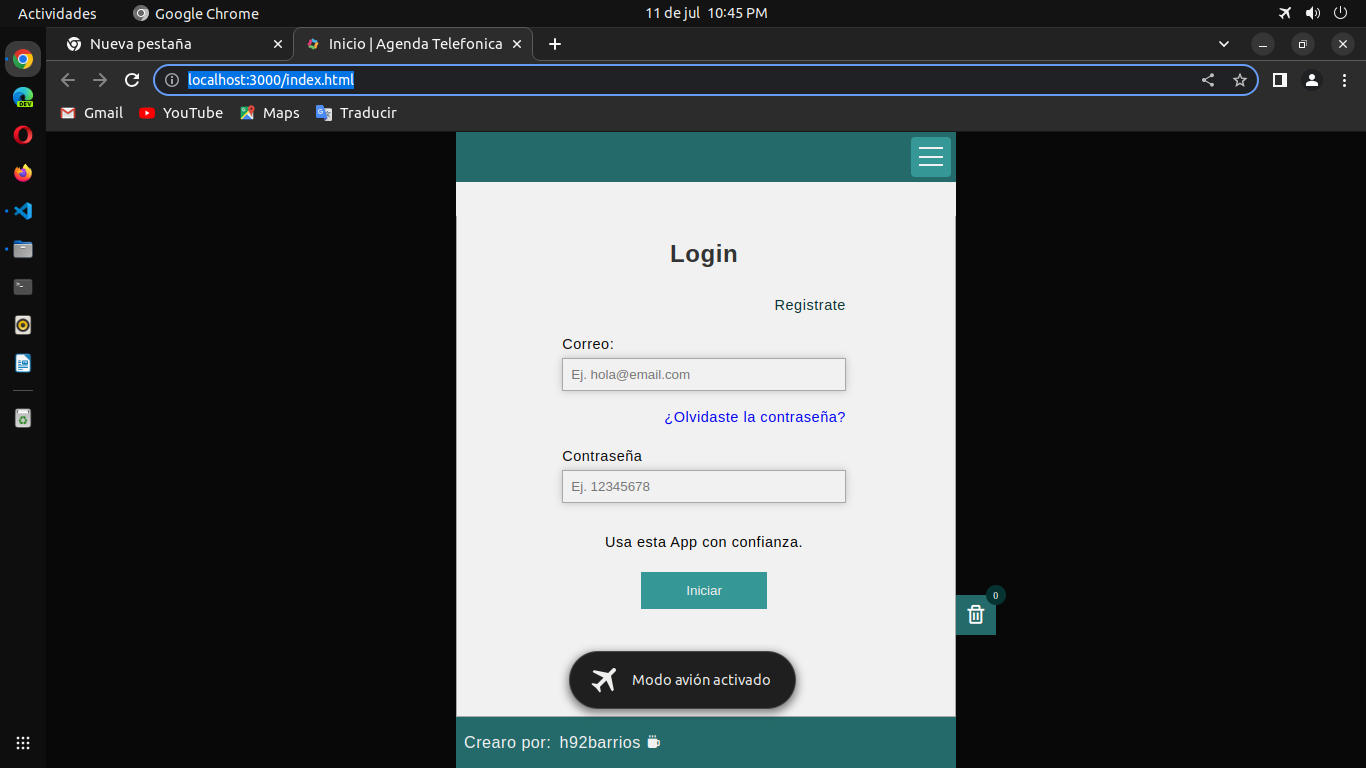 Actividades Google Chrome 11 de jul 10:45 PM
Nueva pestaña Inicio | Agenda Telefonica
localhost:3000/index.html
Gmail YouTube Maps Traducir
DEV
Login
Registrate
Correo:
Ej. hola@email.com
¿Olvidaste la contraseña?
Contraseña
Ej. 12345678
Usa esta App con confianza.
Iniciar
0
Modo avión activado
Crearo por: h92barrios